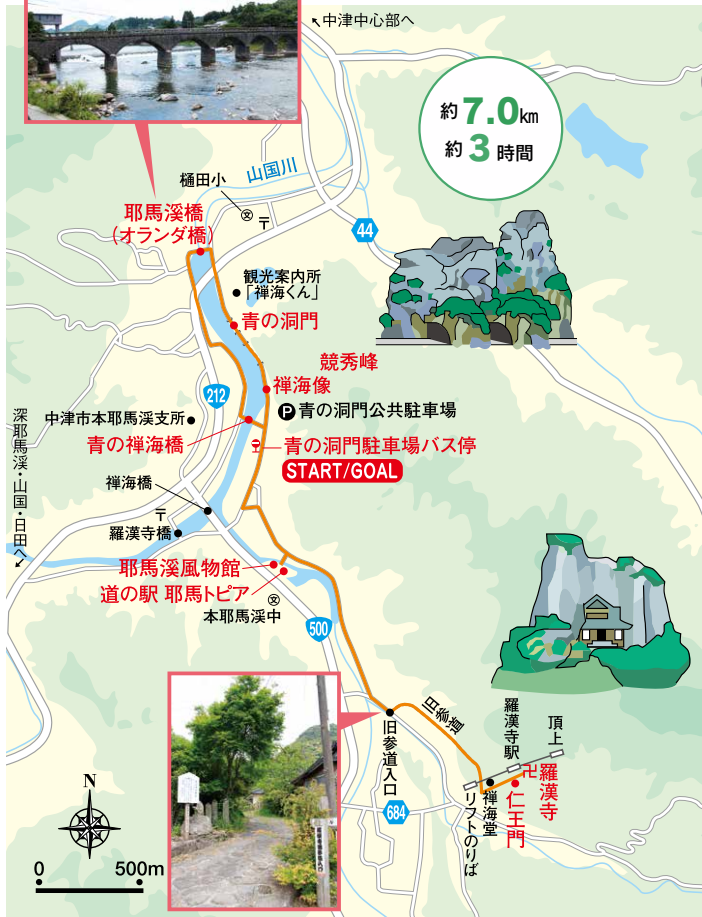 ↖中津中心部へ
約7.0km
約3時間
山国川
樋田小
文
〒
耶馬溪橋
(オランダ橋)
44
観光案内所
「禅海くん」
青の洞門
競秀峰
禅海像
212
P 青の洞門公共駐車場
中津市本耶馬渓支所
青の禅海橋
青の洞門駐車場バス停
START/GOAL
深耶馬渓・山国・日田へ↙
禅海橋
〒
羅漢寺橋
耶馬溪風物館
道の駅 耶馬トピア
文
本耶馬渓中
500
旧参道
旧参道入口
羅漢寺駅
頂上
卍羅漢寺
仁王門
禅海堂
リフトのりば
684
N
0 500m